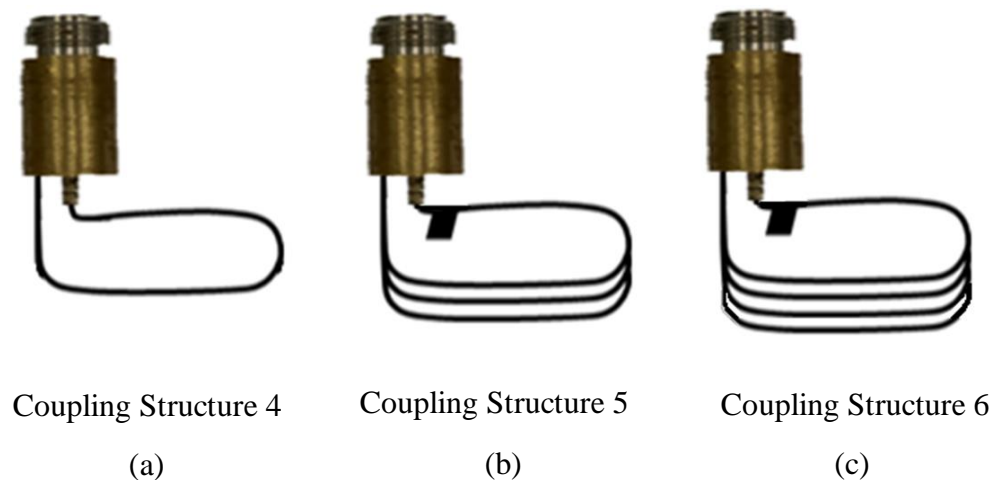 Coupling Structure 4
Coupling Structure 5
Coupling Structure 6
(a)
(b)
(c)